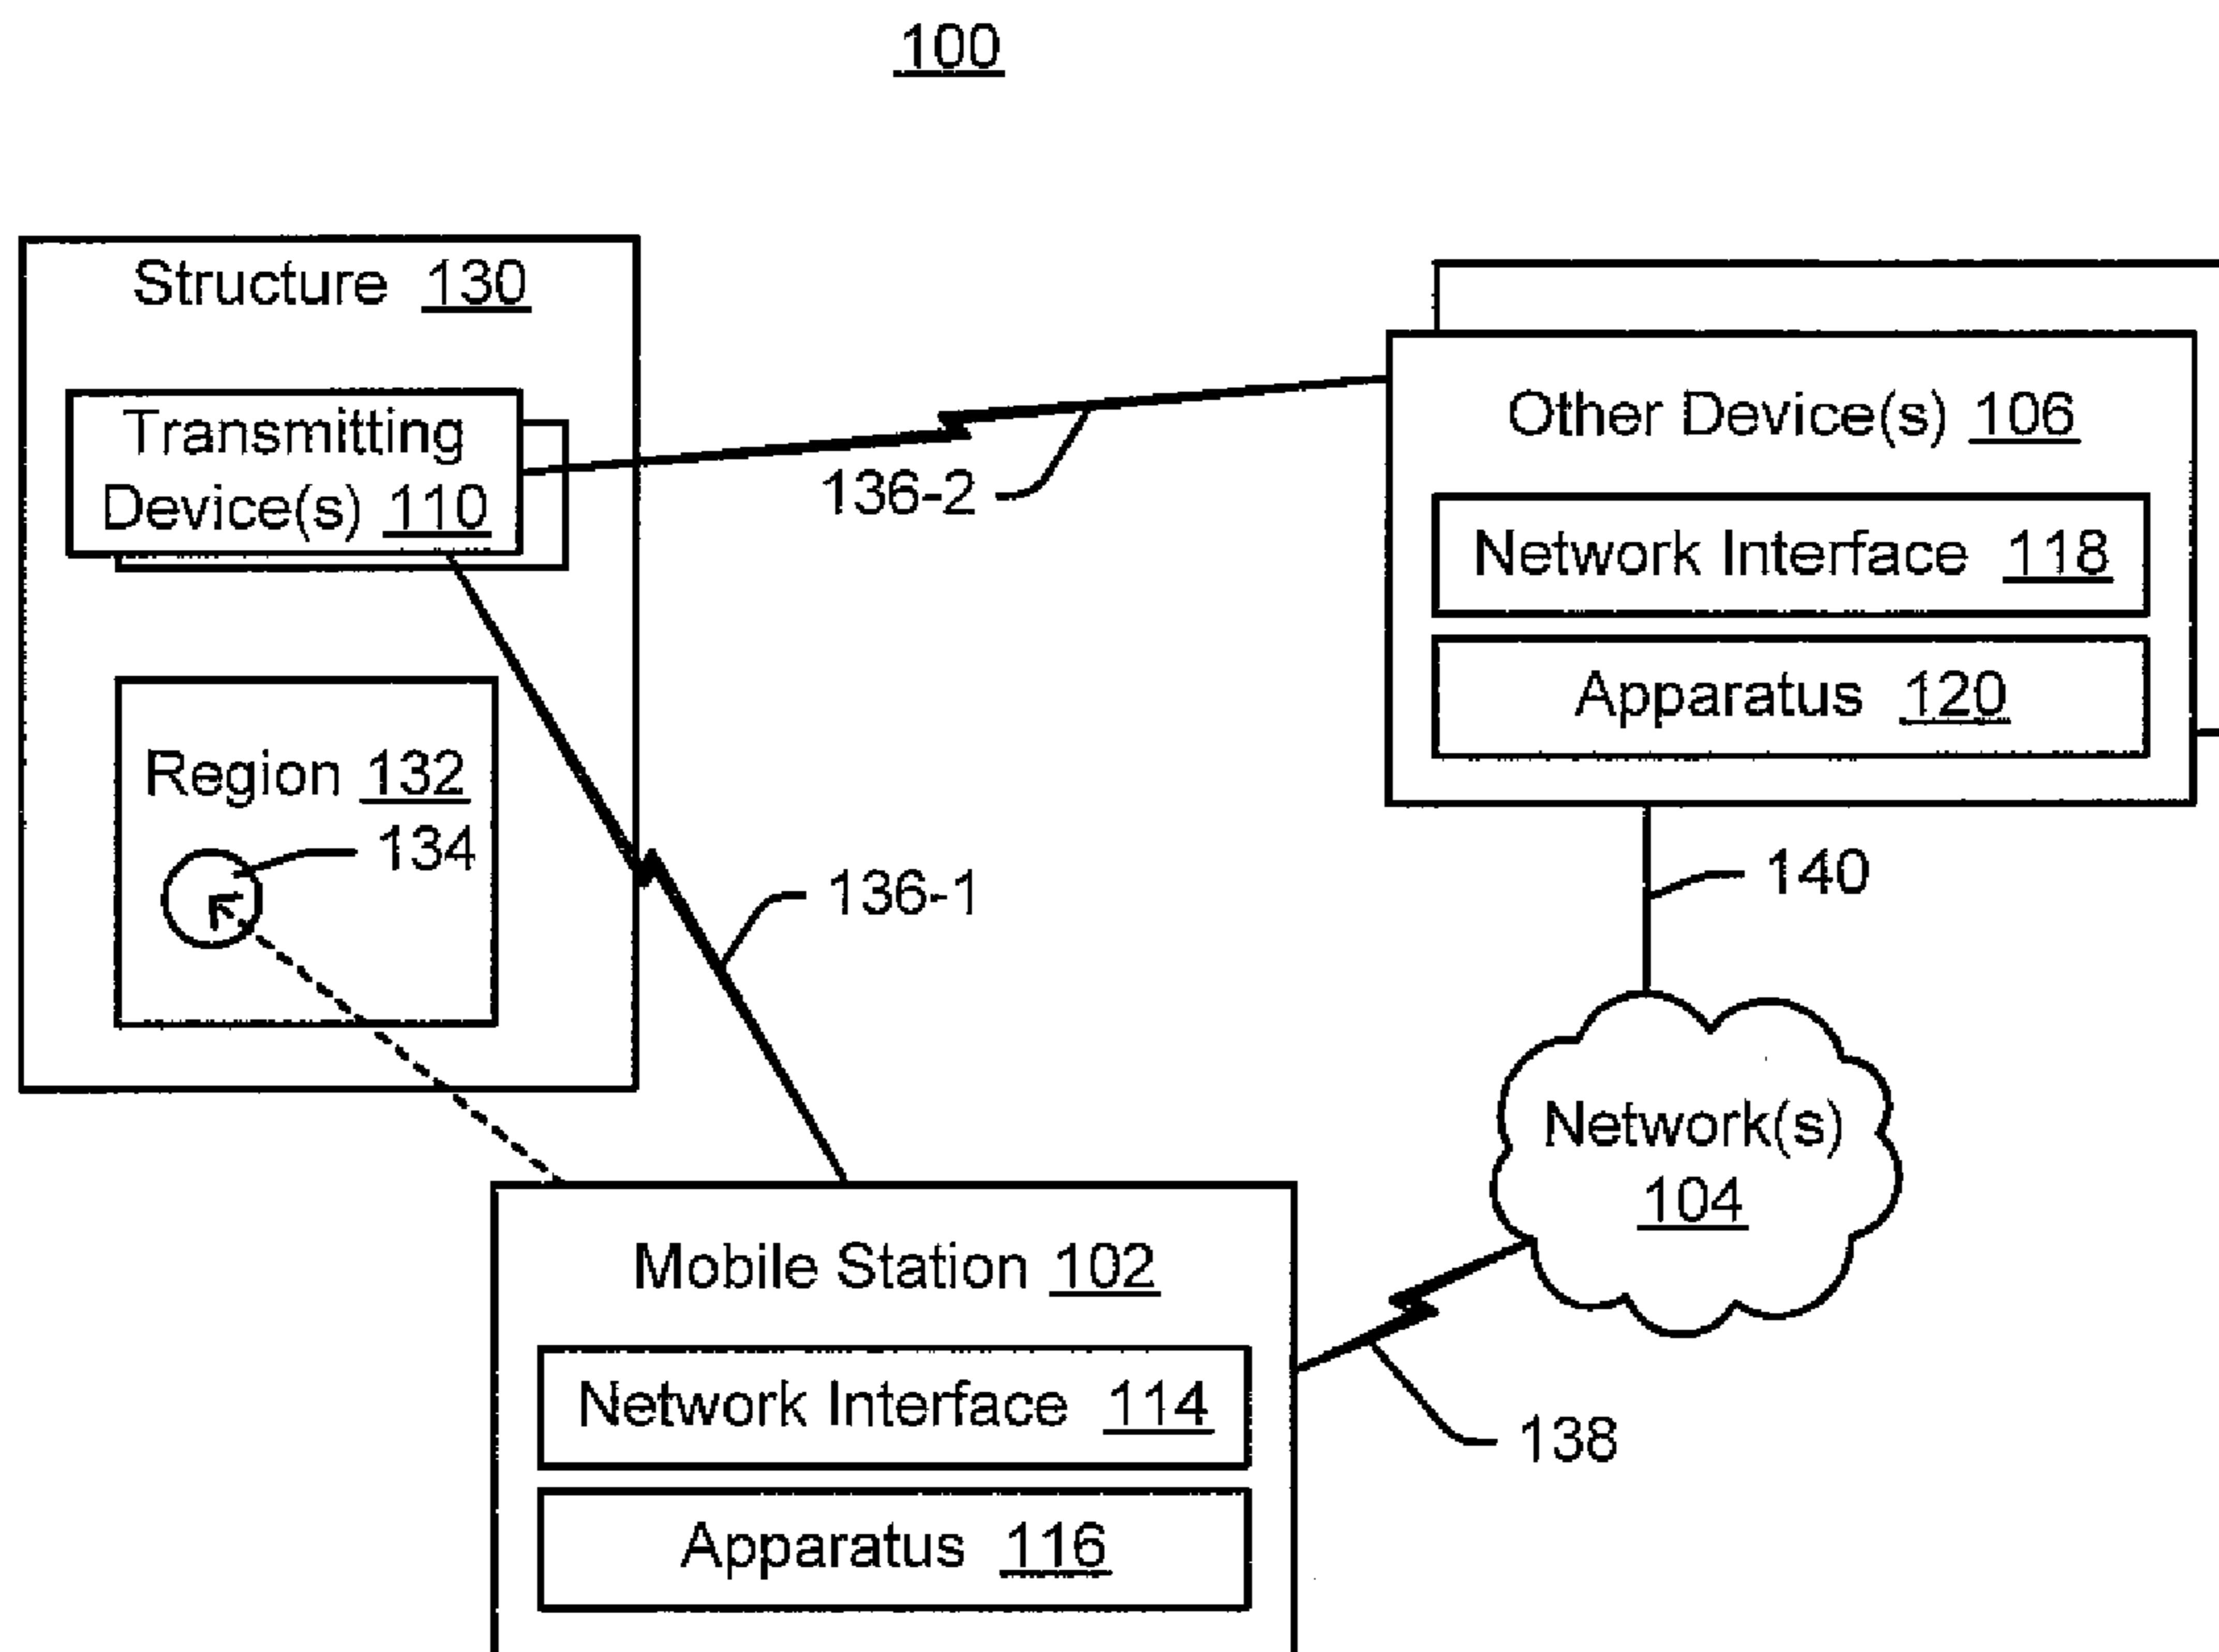 100
Structure 130
Transmitting
Device(s) 110
136-2
Other Device(s) 106
Network Interface 118
Apparatus 120
Region 132
134
136-1
140
Network(s)
104
Mobile Station 102
Network Interface 114
Apparatus 116
138